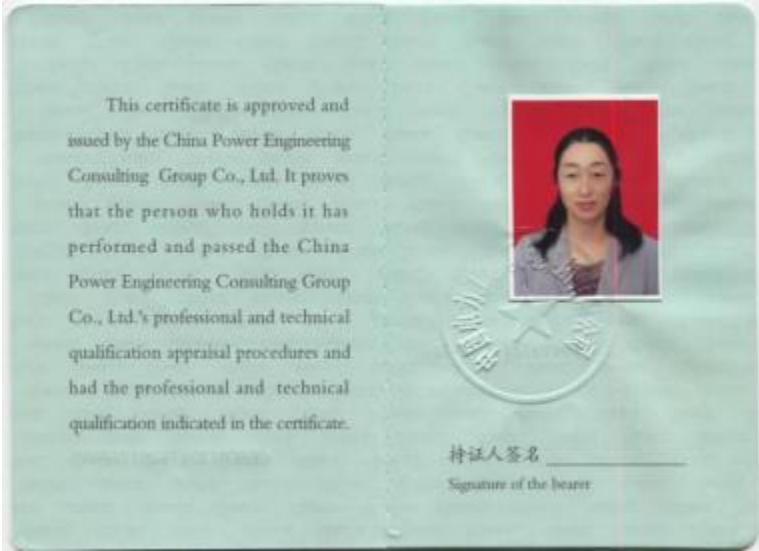 This certificate is approved and
issued by the China Power Engineering
Consulting Group Co., Ltd. It proves
that the person who holds it has
performed and passed the China
Power Engineering Consulting Group
Co., Ltd.'s professional and technical
qualification appraisal procedures and
had the professional and technical
qualification indicated in the certificate.
持证人签名
Signature of the bearer